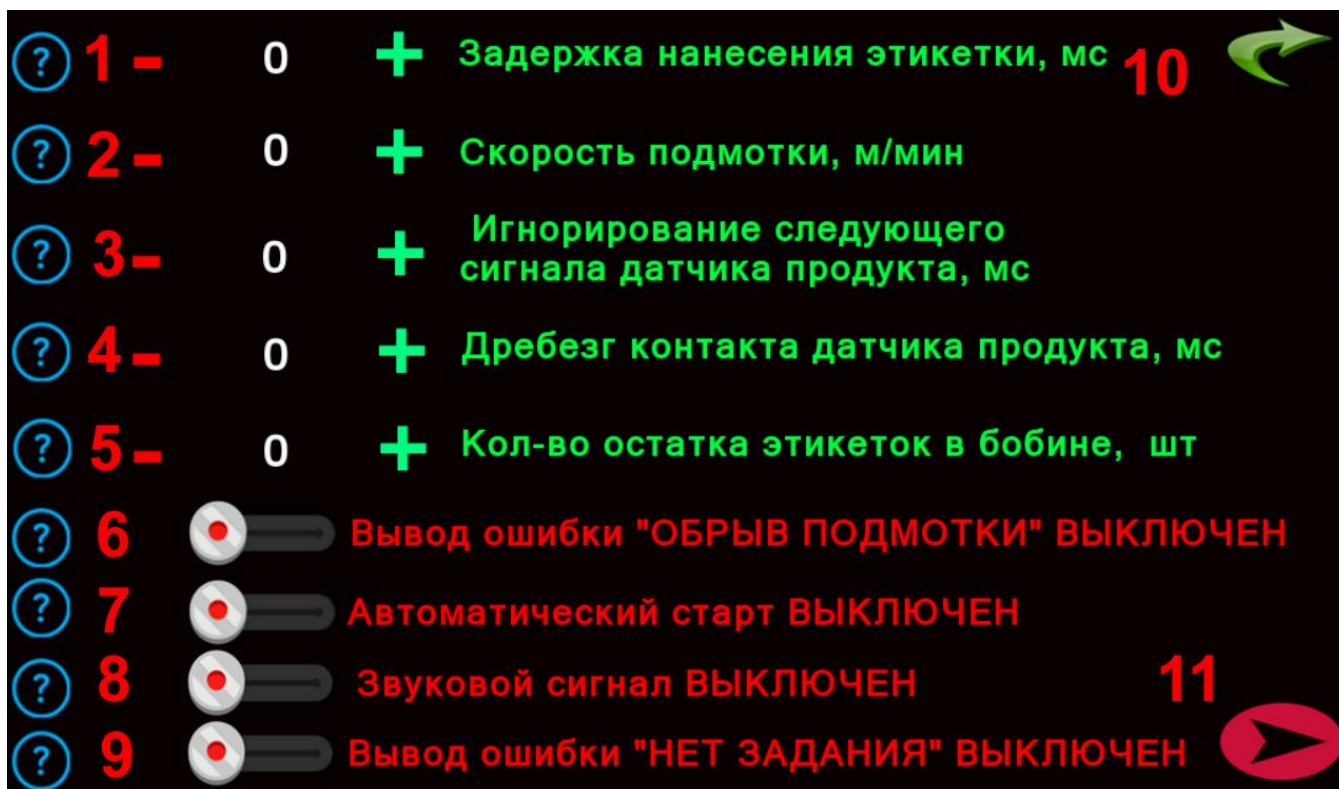 ? 1 - 0 + Задержка нанесения этикетки, мс 10
? 2 - 0 + Скорость подмотки, м/мин
? 3 - 0 + Игнорирование следующего
сигнала датчика продукта, мс
? 4 - 0 + Дребезг контакта датчика продукта, мс
? 5 - 0 + Кол-во остатка этикеток в бобине, шт
? 6 Вывод ошибки "ОБРЫВ ПОДМОТКИ" ВЫКЛЮЧЕН
? 7 Автоматический старт ВЫКЛЮЧЕН
? 8 Звуковой сигнал ВЫКЛЮЧЕН 11
? 9 Вывод ошибки "НЕТ ЗАДАНИЯ" ВЫКЛЮЧЕН